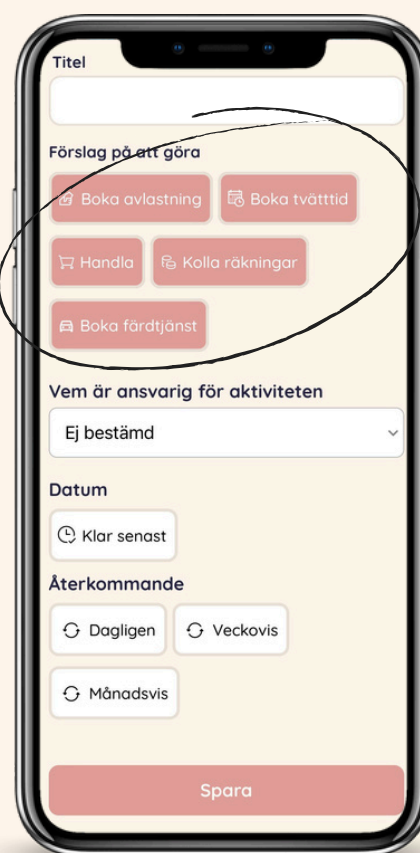 Titel
Förslag på att göra
Boka avlastning
Boka tvätttid
Handla
Kolla räkningar
Boka färdtjänst
Vem är ansvarig för aktiviteten
Ej bestämd
Datum
Klar senast
Återkommande
Dagligen
Veckovis
Månadsvis
Spara